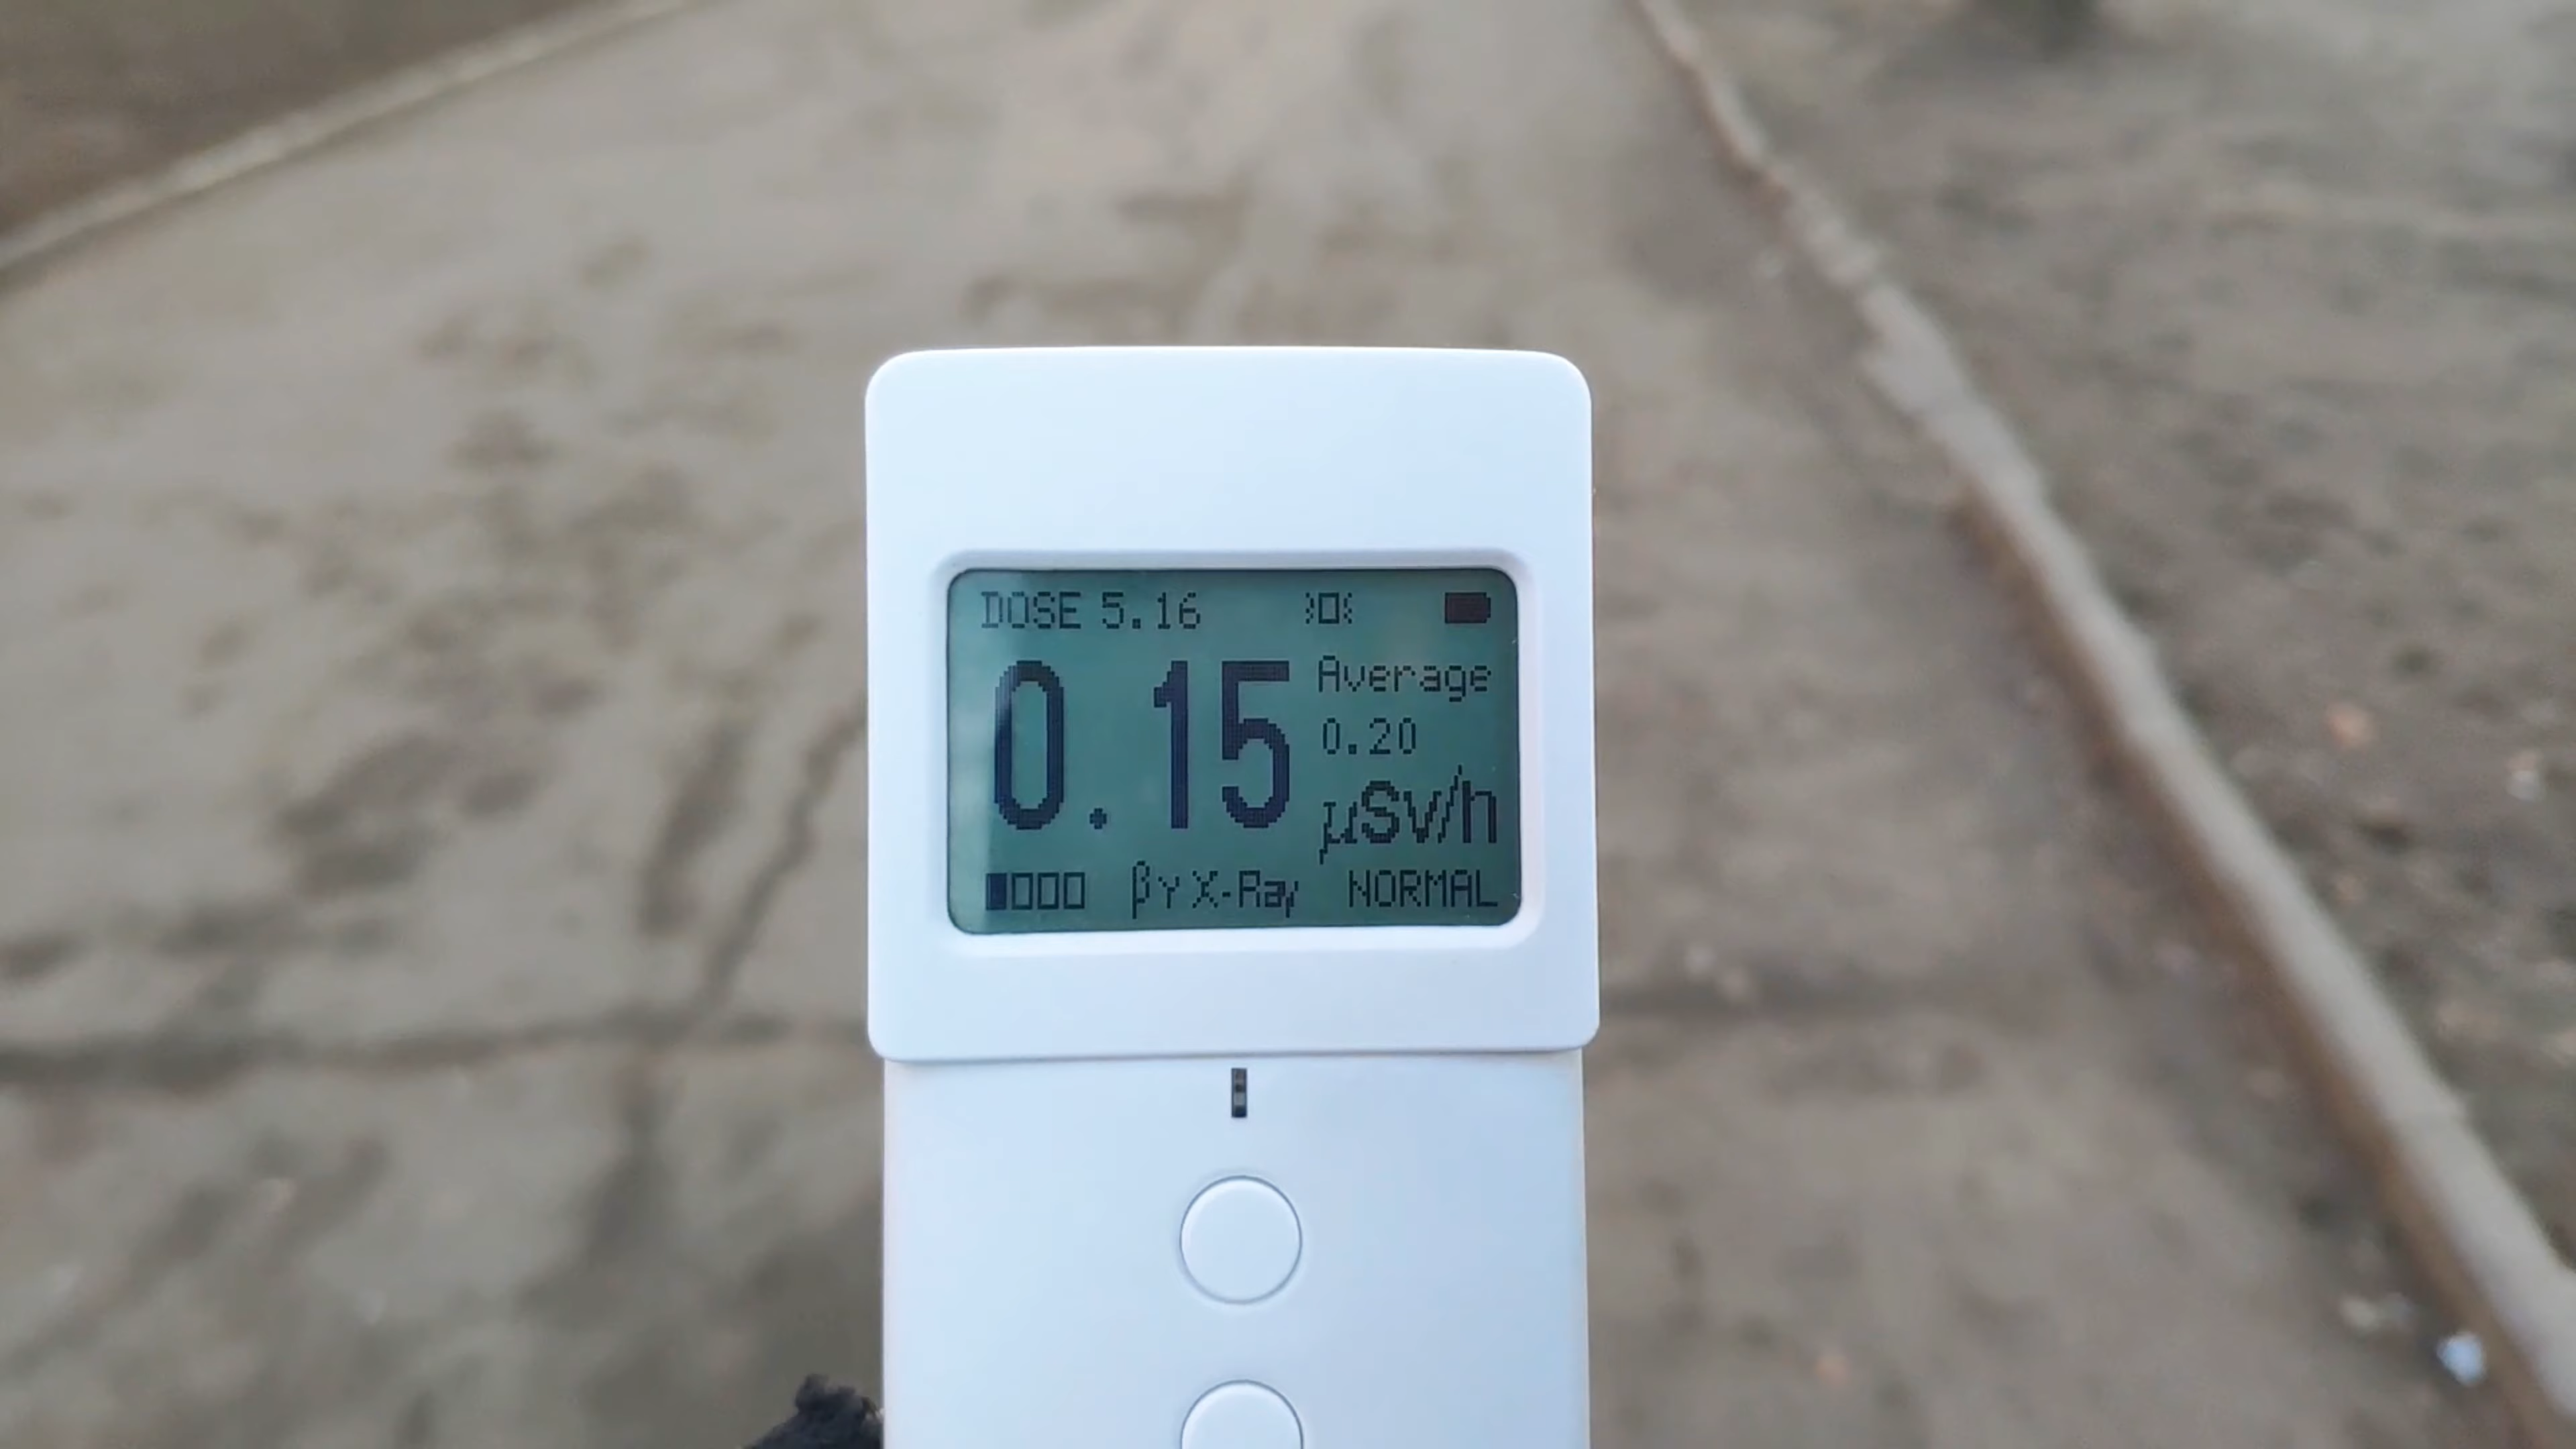 DOSE 5.16
0.15
Average
0.20
μSv/h
βγ X-Ray NORMAL